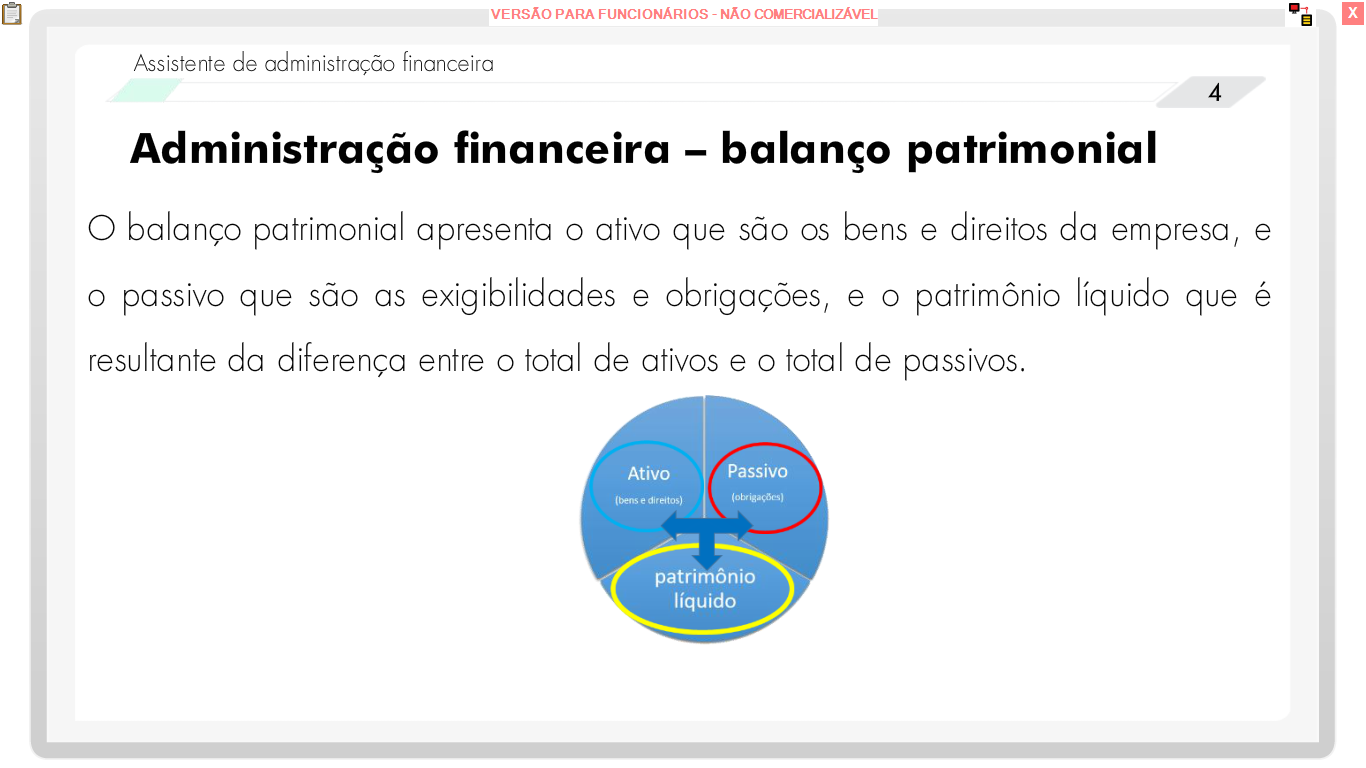 VERSÃO PARA FUNCIONÁRIOS - NÃO COMERCIALIZÁVEL
X
Assistente de administração financeira
4
Administração financeira – balanço patrimonial
O balanço patrimonial apresenta o ativo que são os bens e direitos da empresa, e
o passivo que são as exigibilidades e obrigações, e o patrimônio líquido que é
resultante da diferença entre o total de ativos e o total de passivos.
Ativo
(bens e direitos)
Passivo
(obrigações)
patrimônio
líquido